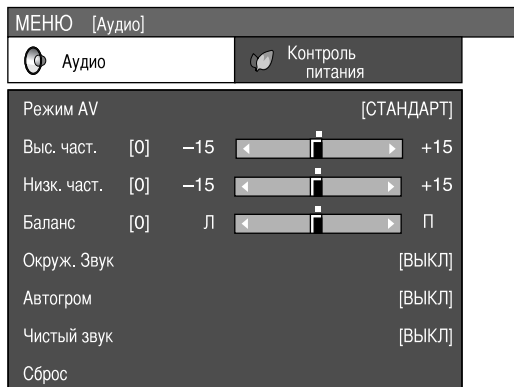 МЕНЮ [Аудио]
Аудио
Контроль
питания
Режим AV [СТАНДАРТ]
Выс. част. [0] –15 +15
Низк. част. [0] –15 +15
Баланс [0] Л П
Окруж. Звук [ВЫКЛ]
Автогром [ВЫКЛ]
Чистый звук [ВЫКЛ]
Сброс